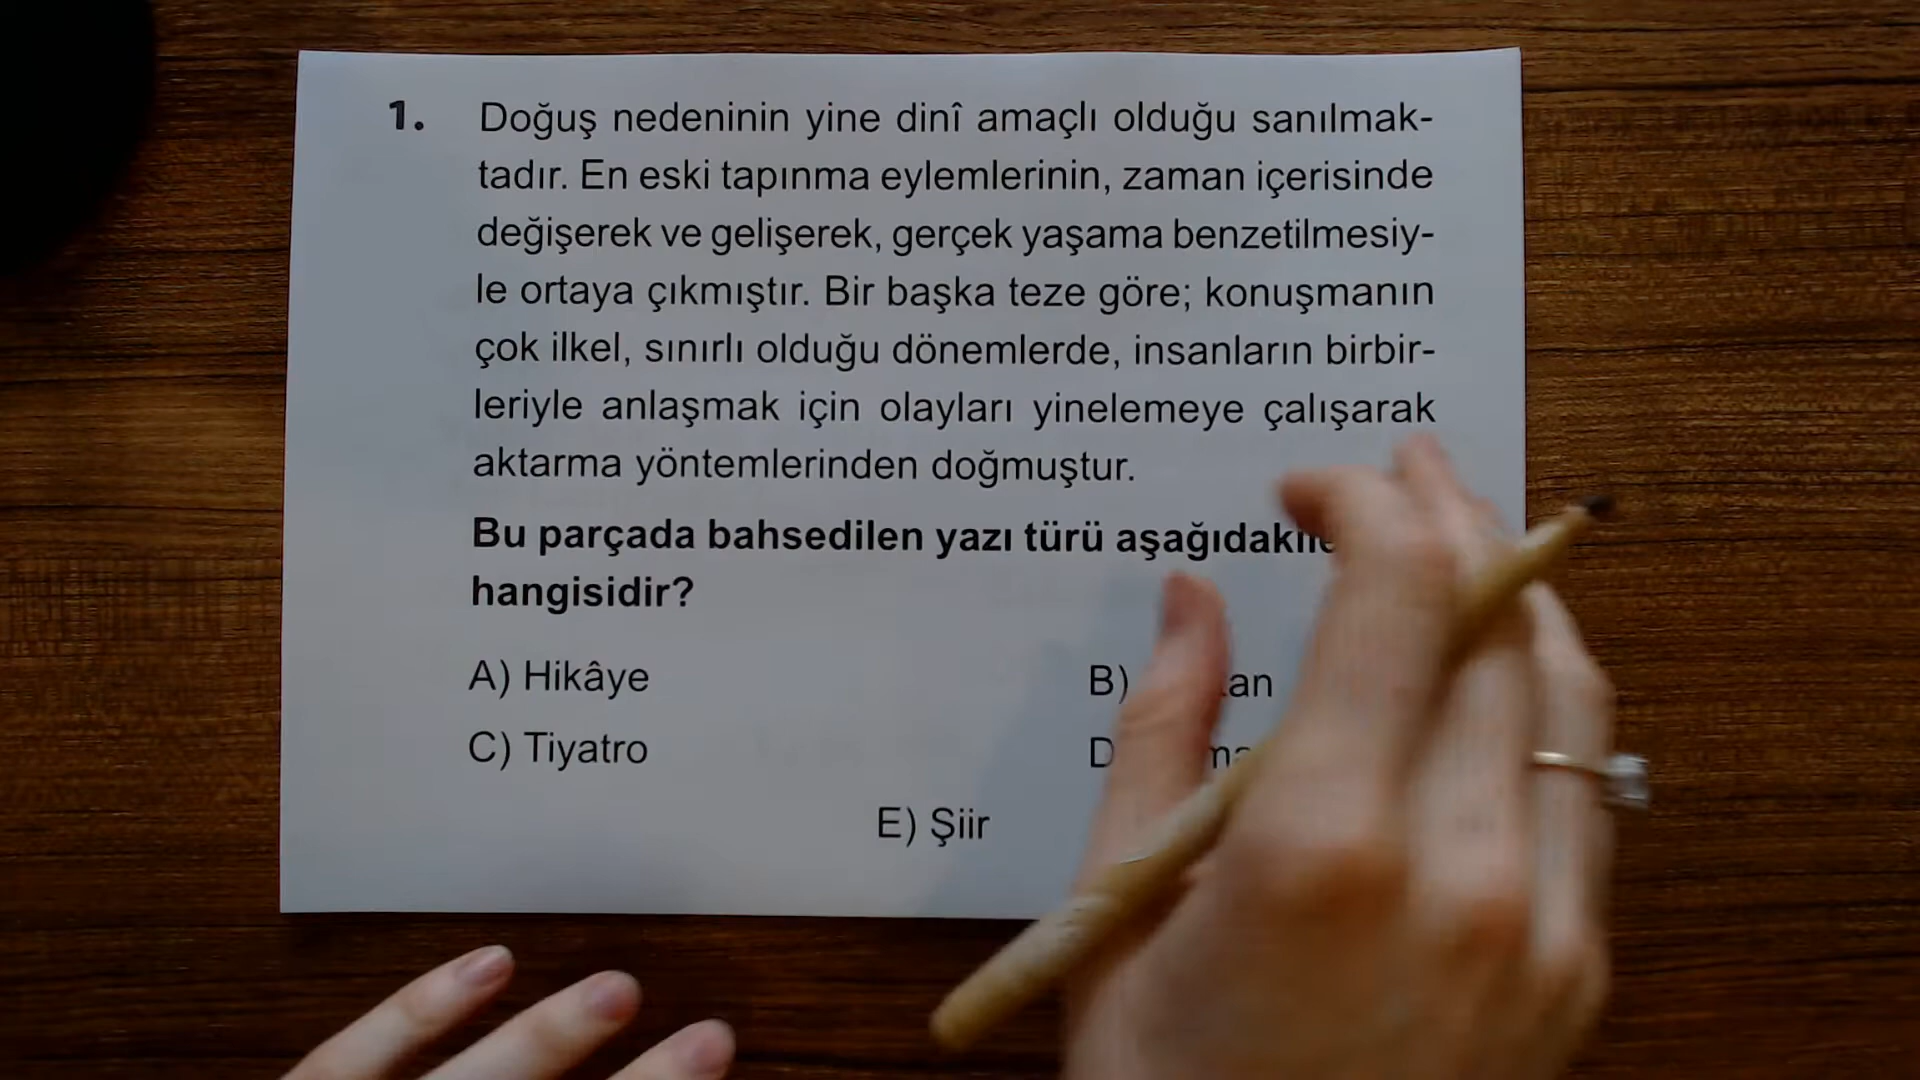 1. Doğuş nedeninin yine dinî amaçlı olduğu sanılmak-
tadır. En eski tapınma eylemlerinin, zaman içerisinde
değişerek ve gelişerek, gerçek yaşama benzetilmesiy-
le ortaya çıkmıştır. Bir başka teze göre; konuşmanın
çok ilkel, sınırlı olduğu dönemlerde, insanların birbir-
leriyle anlaşmak için olayları yinelemeye çalışarak
aktarma yöntemlerinden doğmuştur.
Bu parçada bahsedilen yazı türü
hangisidir?
A) Hikâye B)
C) Tiyatro D
E) Şiir